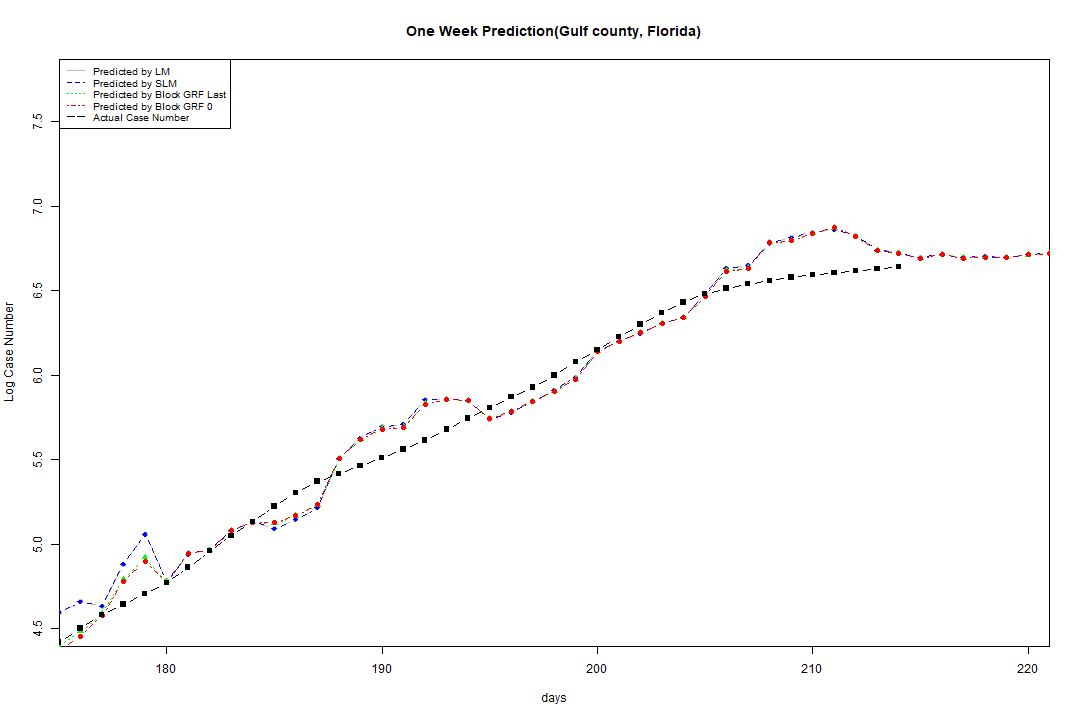 One Week Prediction(Gulf county, Florida)
Predicted by LM
Predicted by SLM
Predicted by Block GRF Last
Predicted by Block GRF 0
Actual Case Number
7.5
7.0
6.5
6.0
5.5
5.0
4.5
Log Case Number
180 190 200 210 220
days